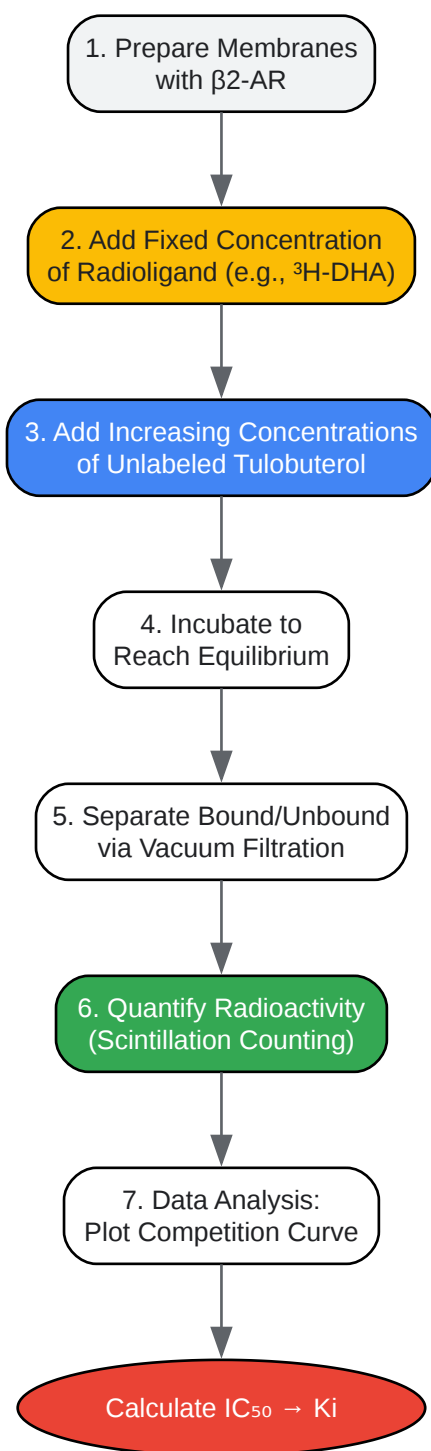 1. Prepare Membranes
with β2-AR
2. Add Fixed Concentration
of Radioligand (e.g., ³H-DHA)
3. Add Increasing Concentrations
of Unlabeled Tulobuterol
4. Incubate to
Reach Equilibrium
5. Separate Bound/Unbound
via Vacuum Filtration
6. Quantify Radioactivity
(Scintillation Counting)
7. Data Analysis:
Plot Competition Curve
Calculate IC₅₀ → Ki